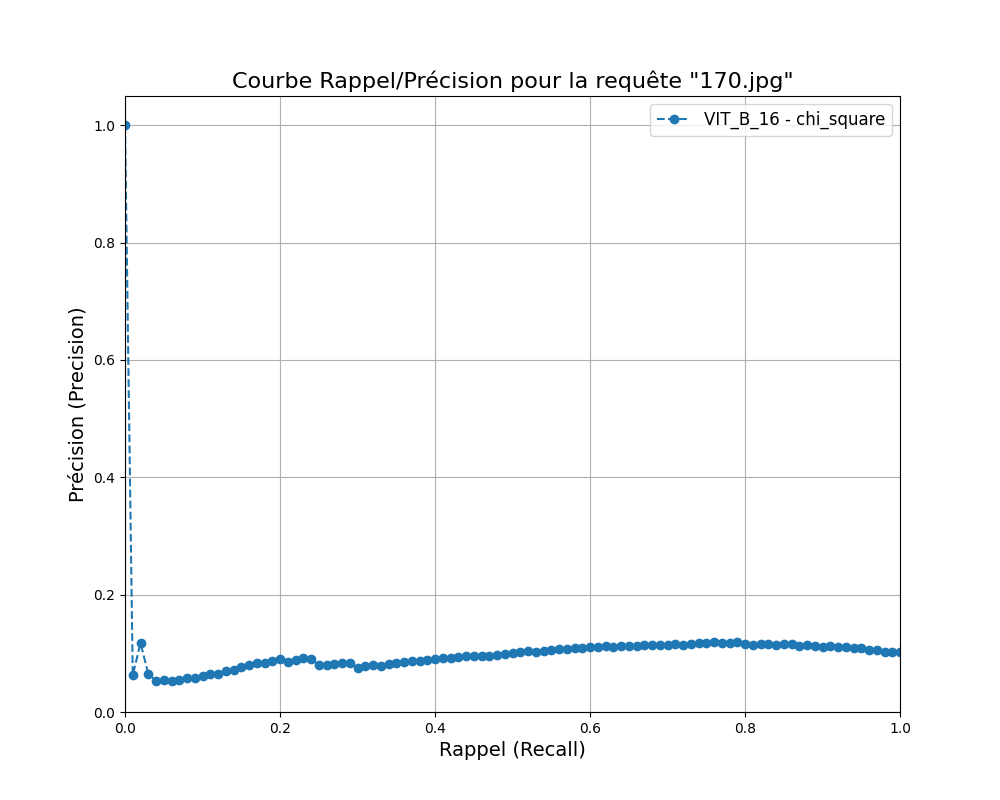 Courbe Rappel/Précision pour la requête "170.jpg"
VIT_B_16 - chi_square
Précision (Precision)
1.0
0.8
0.6
0.4
0.2
0.0
0.0 0.2 0.4 0.6 0.8 1.0
Rappel (Recall)